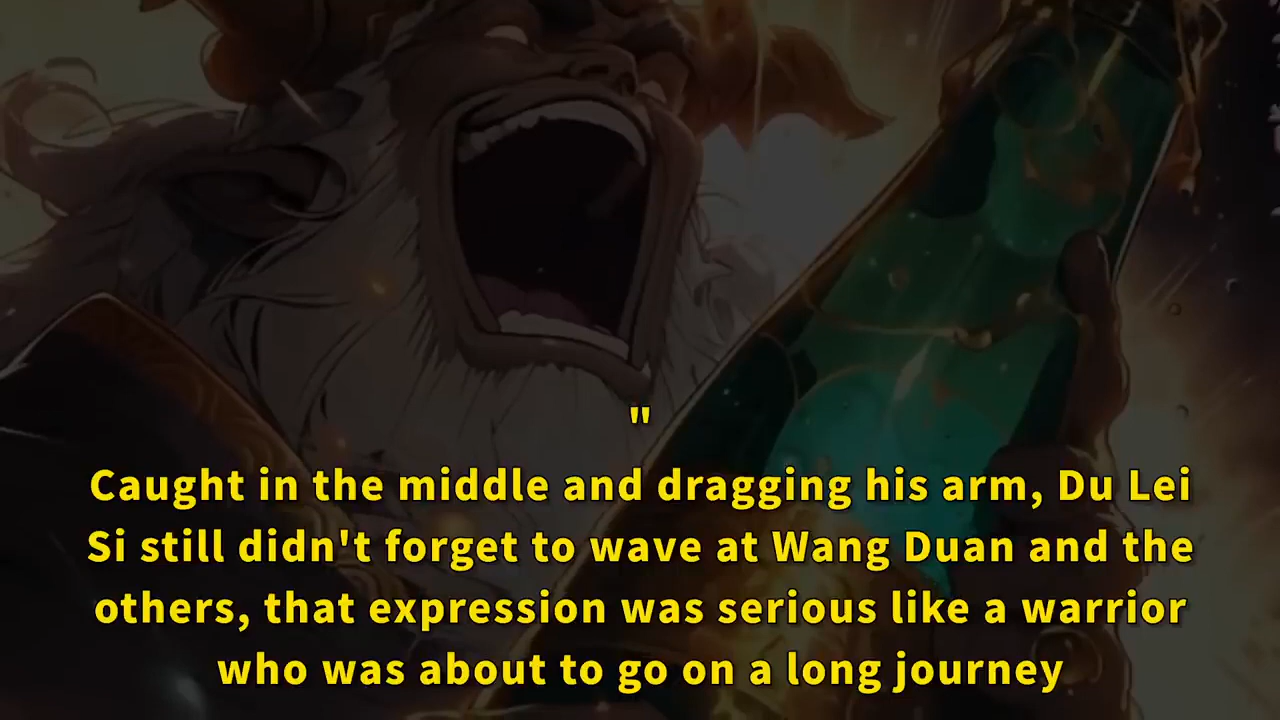 "
Caught in the middle and dragging his arm, Du Lei
Si still didn't forget to wave at Wang Duan and the
others, that expression was serious like a warrior
who was about to go on a long journey